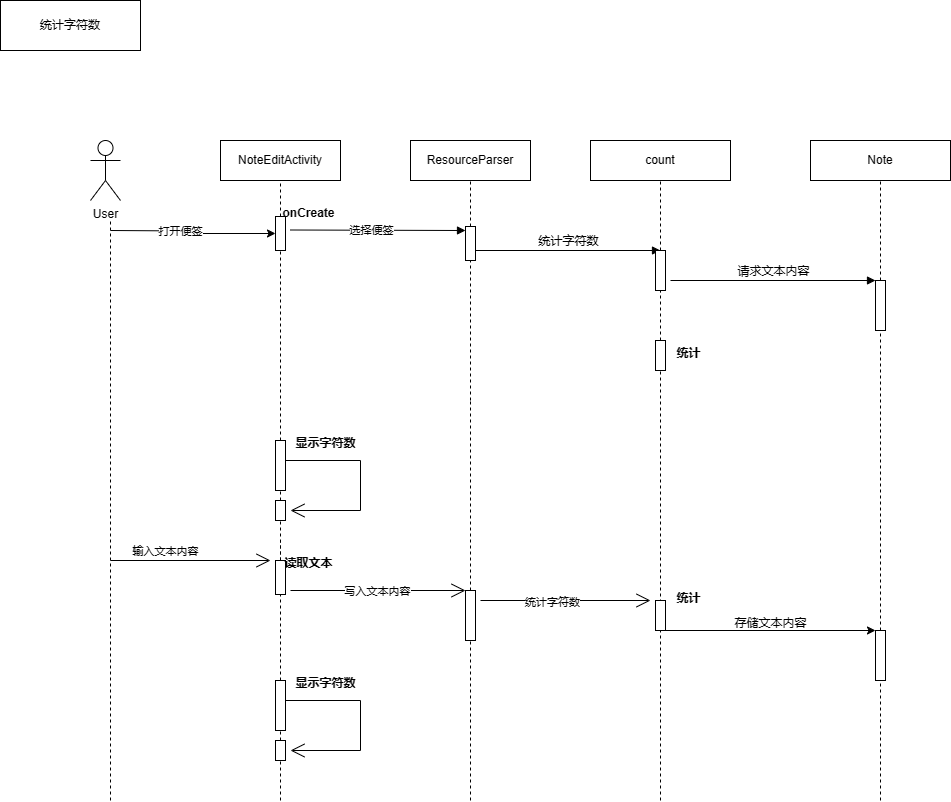 统计字符数
User
NoteEditActivity
ResourceParser
count
Note
onCreate
打开便签
选择便签
统计字符数
请求文本内容
统计
显示字符数
输入文本内容
读取文本
写入文本内容
统计字符数
统计
存储文本内容
显示字符数